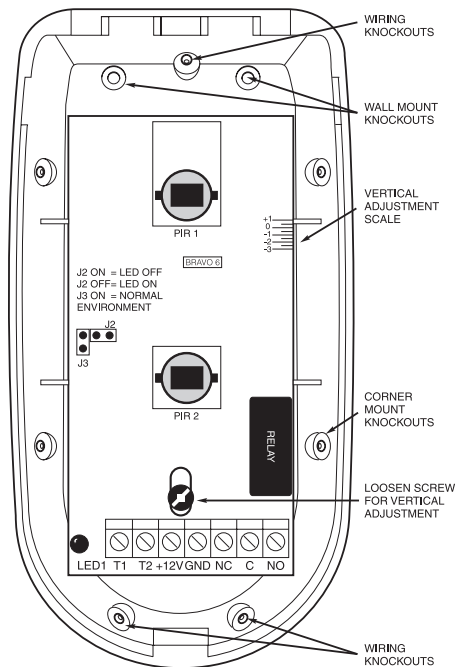 WIRING
KNOCKOUTS
WALL MOUNT
KNOCKOUTS
PIR 1
VERTICAL
ADJUSTMENT
SCALE
+1
0
-1
-2
-3
BRAVO 6
J2 ON = LED OFF
J2 OFF= LED ON
J3 ON = NORMAL
ENVIRONMENT
J2
J3
PIR 2
CORNER
MOUNT
KNOCKOUTS
RELAY
LOOSEN SCREW
FOR VERTICAL
ADJUSTMENT
LED1 T1 T2 +12V GND NC C NO
WIRING
KNOCKOUTS